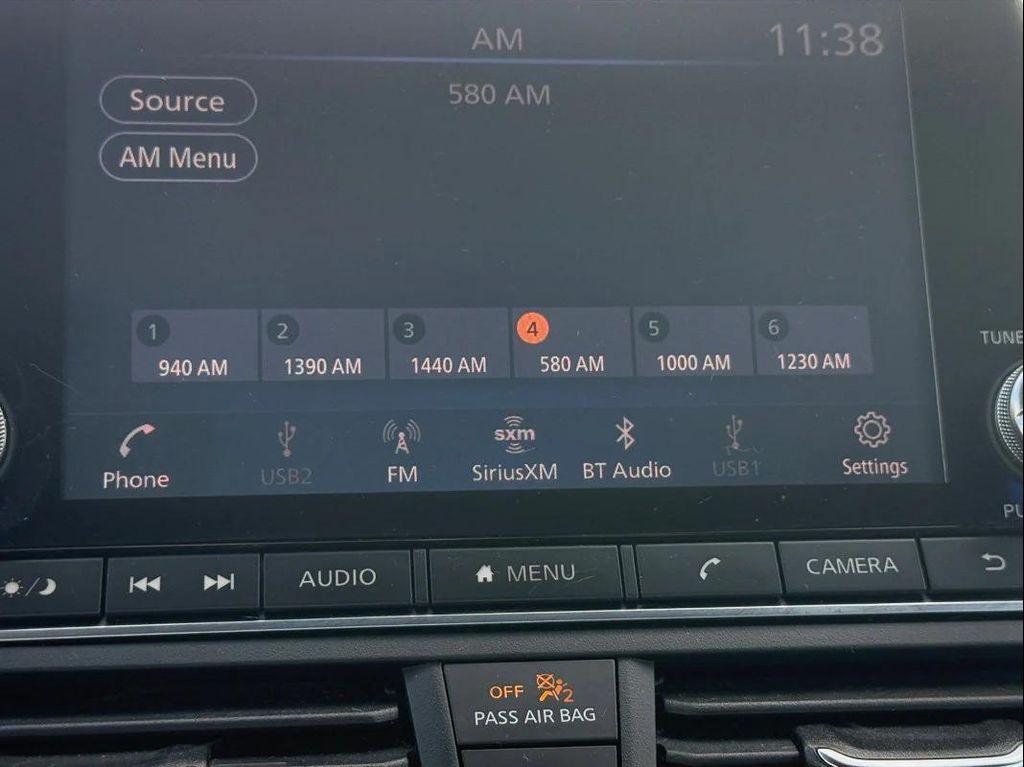 AM
11:38
580 AM
Source
AM Menu
1
940 AM
2
1390 AM
3
1440 AM
4
580 AM
5
1000 AM
6
1230 AM
Phone
USB2
FM
sxm
SiriusXM
BT Audio
USB1
Settings
TUNE
AUDIO
MENU
CAMERA
OFF
2
PASS AIR BAG